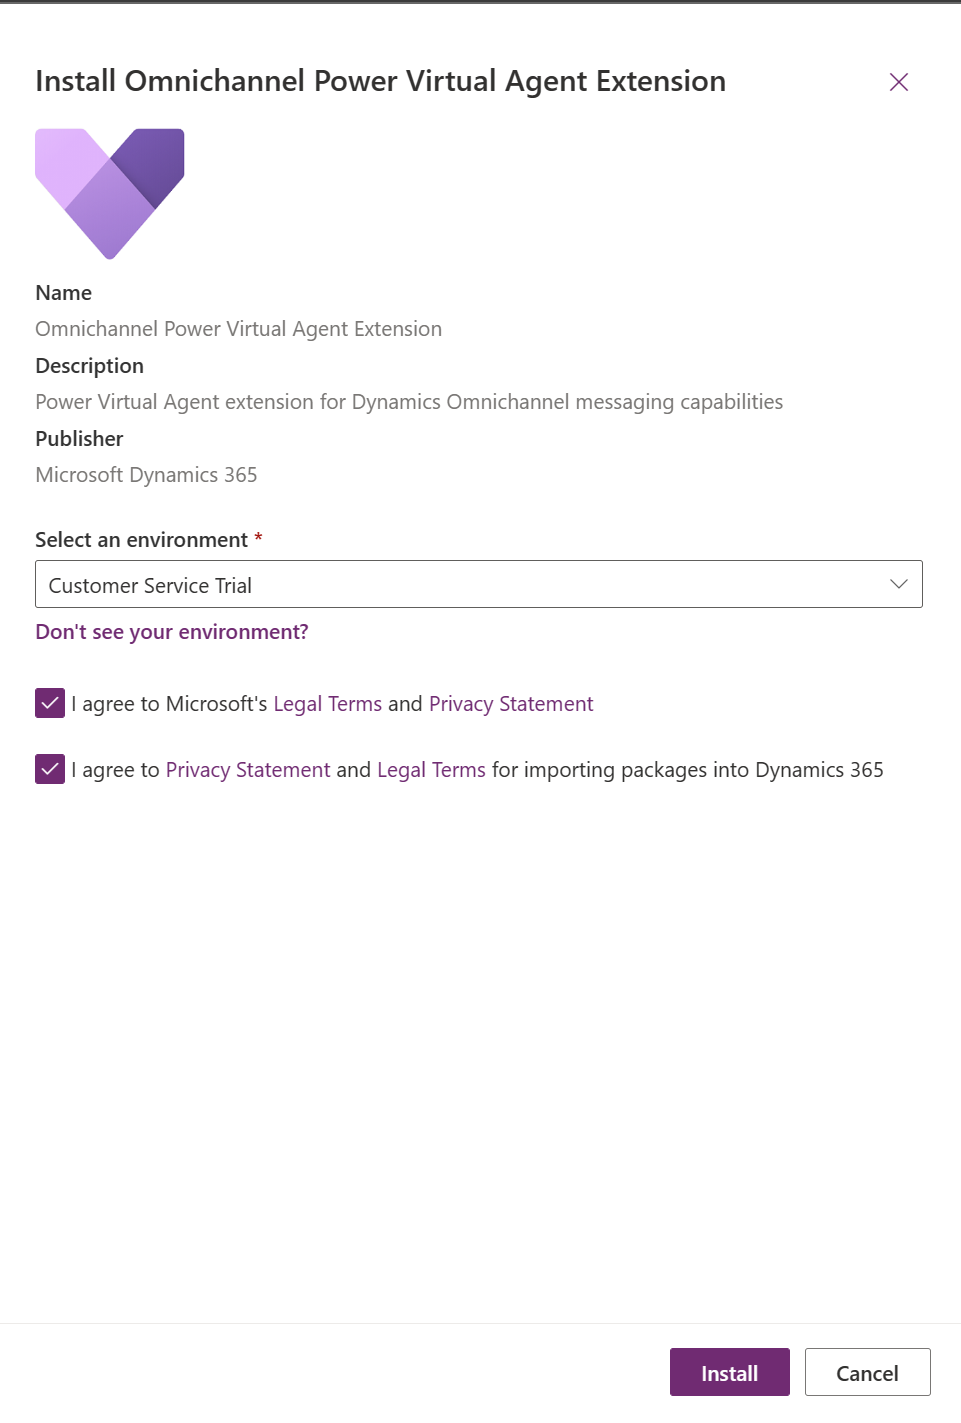 Install Omnichannel Power Virtual Agent Extension
Name
Omnichannel Power Virtual Agent Extension
Description
Power Virtual Agent extension for Dynamics Omnichannel messaging capabilities
Publisher
Microsoft Dynamics 365
Select an environment *
Customer Service Trial
Don't see your environment?
I agree to Microsoft's Legal Terms and Privacy Statement
I agree to Privacy Statement and Legal Terms for importing packages into Dynamics 365
Install Cancel